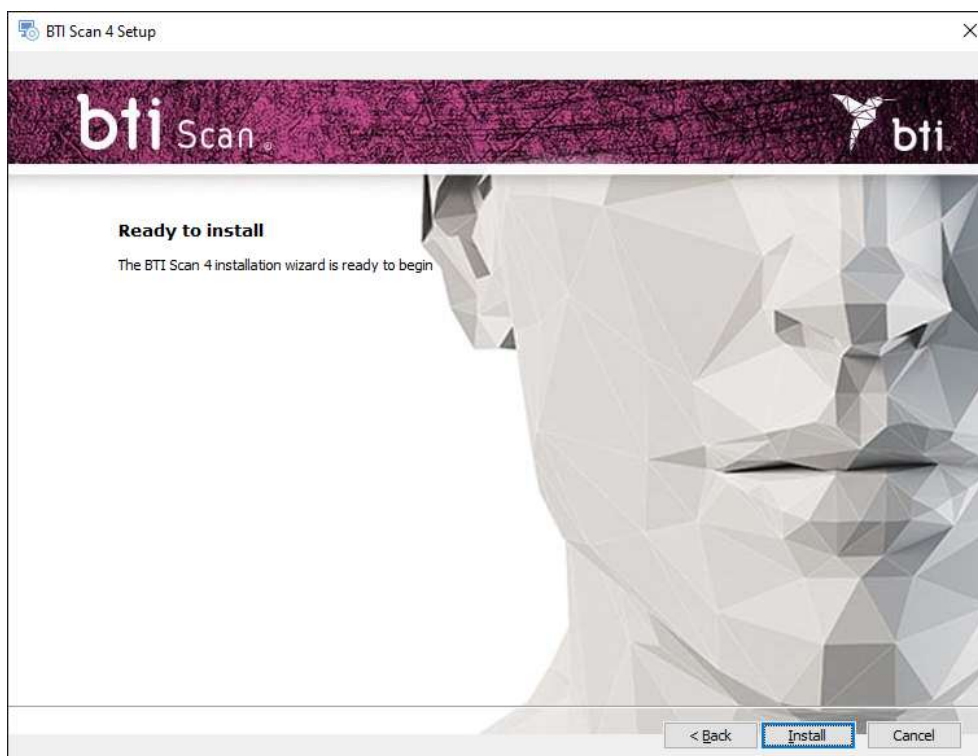 BTI Scan 4 Setup
bti Scan®
bti
Ready to install
The BTI Scan 4 installation wizard is ready to begin
< Back
Install
Cancel